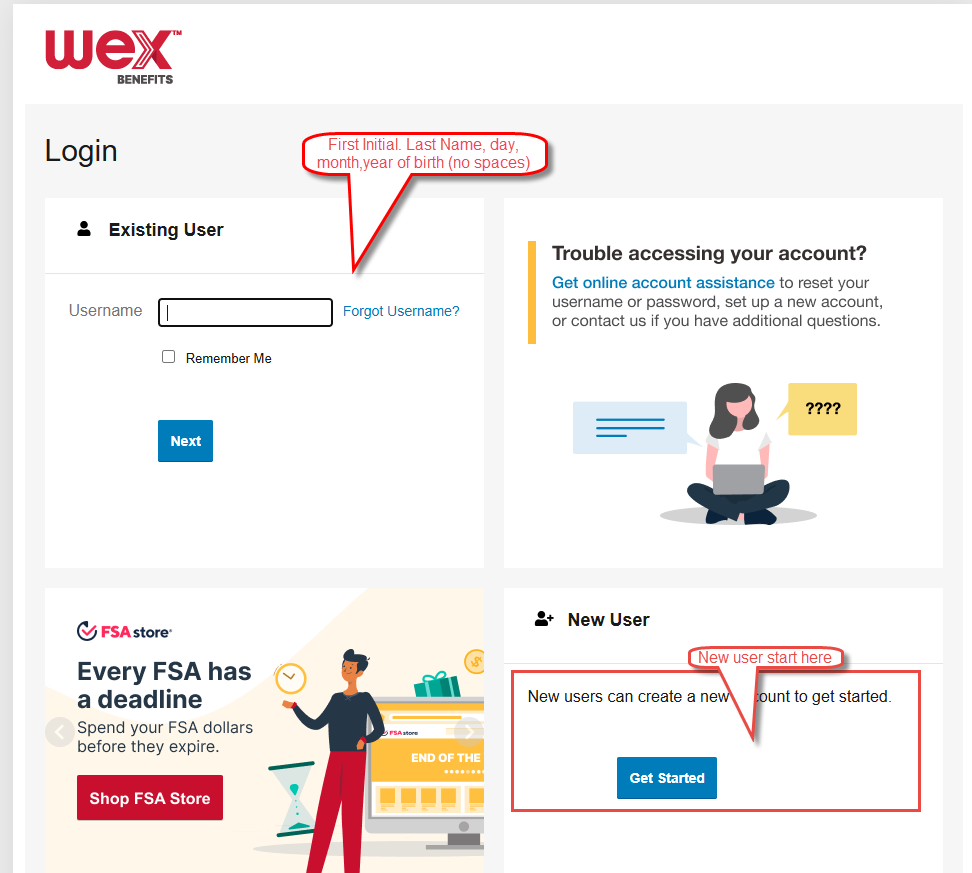 wex™
BENEFITS
Login
First Initial. Last Name, day,
month,year of birth (no spaces)
Existing User
Username
Forgot Username?
Remember Me
Next
Trouble accessing your account?
Get online account assistance to reset your
username or password, set up a new account,
or contact us if you have additional questions.
????
FSAstore®
Every FSA has
a deadline
Spend your FSA dollars
before they expire.
Shop FSA Store
$
FSAstore
END OF THE
New User
New user start here
New users can create a new count to get started.
Get Started